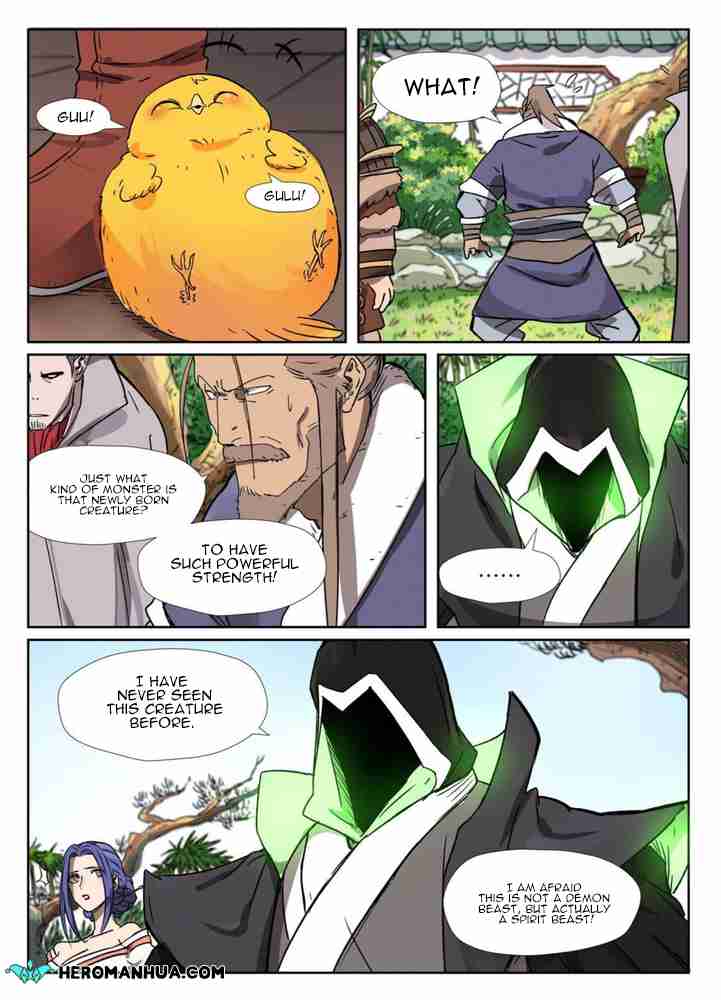 GUU!
GULU!
WHAT!
JUST WHAT
KIND OF MONSTER IS
THAT NEWLY BORN
CREATURE?
TO HAVE
SUCH POWERFUL
STRENGTH!
......
I HAVE
NEVER SEEN
THIS CREATURE
BEFORE.
I AM AFRAID
THIS IS NOT A DEMON
BEAST, BUT ACTUALLY
A SPIRIT BEAST!
HEROMANHUA.COM